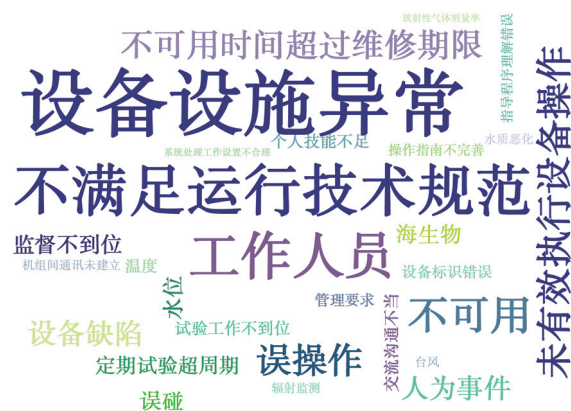 放射性气体剂量率
不可用时间超过维修期限
指导程序理解错误
设备设施异常
个人技能不足
水质恶化
系统处理工作设置不合理
操作指南不完善
不满足运行技术规范
未有效执行设备操作
监督不到位
工作人员
海生物
机组间通讯未建立
温度
设备标识错误
水位
管理要求
交流沟通不当
不可用
设备缺陷
试验工作不到位
定期试验超周期
误操作
台风
辐射监测
人为事件
误碰